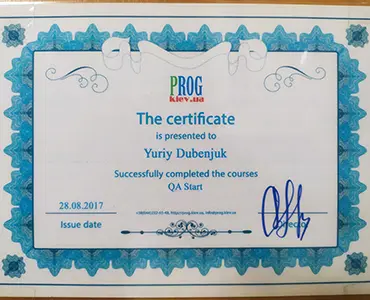 PROG
kiev.ua
The certificate
is presented to
Yuriy Dubenjuk
Successfully completed the courses
QA Start
28.08.2017
Issue date
Director